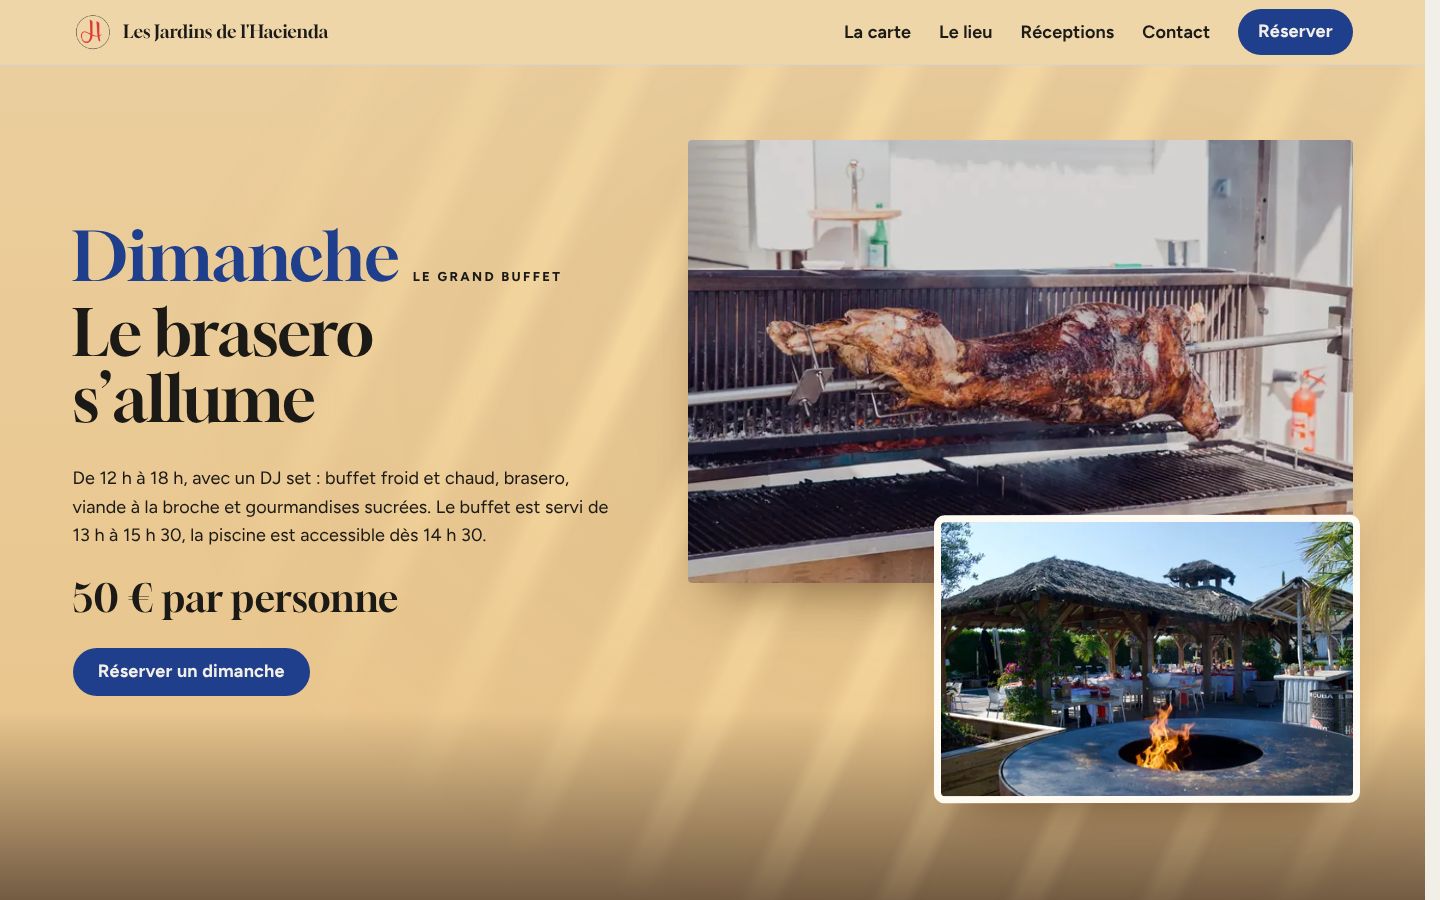 Les Jardins de l'Hacienda
La carte
Le lieu
Réceptions
Contact
Réserver
Dimanche LE GRAND BUFFET
Le brasero
s’allume
De 12 h à 18 h, avec un DJ set : buffet froid et chaud, brasero,
viande à la broche et gourmandises sucrées. Le buffet est servi de
13 h à 15 h 30, la piscine est accessible dès 14 h 30.
50 € par personne
Réserver un dimanche